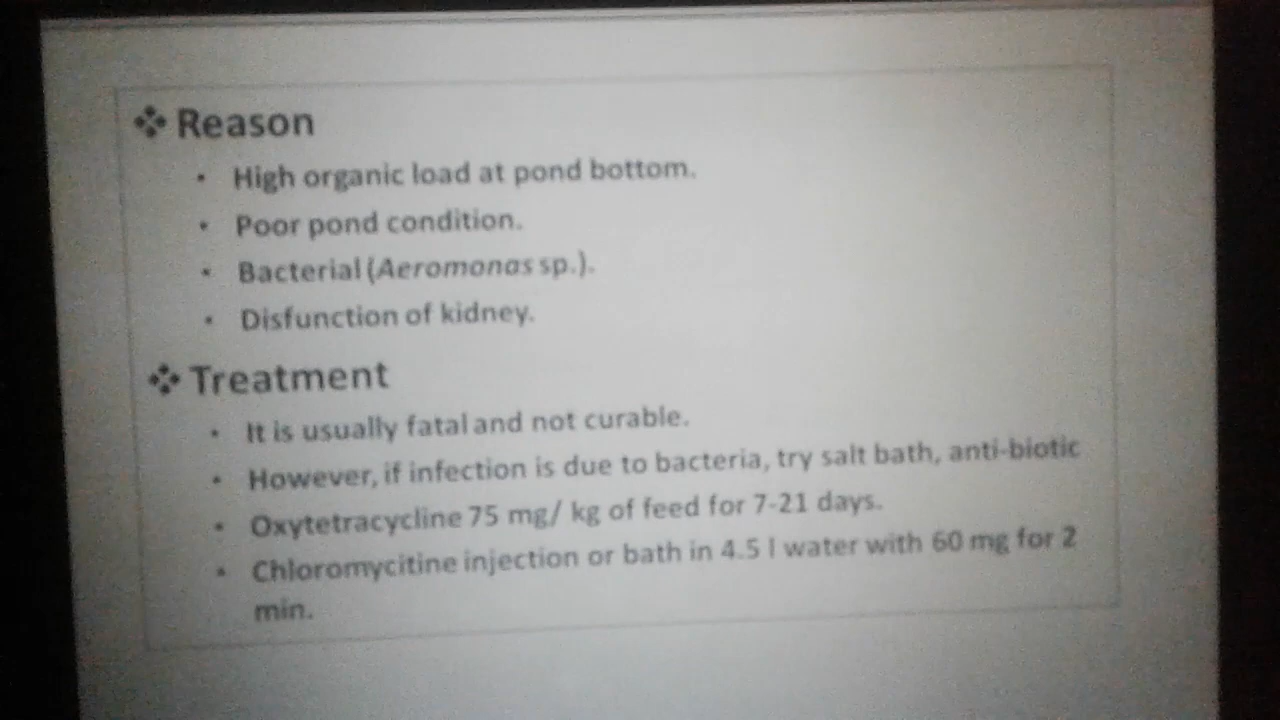 ❖ Reason
• High organic load at pond bottom.
• Poor pond condition.
• Bacterial (Aeromonas sp.).
• Disfunction of kidney.
❖ Treatment
• It is usually fatal and not curable.
• However, if infection is due to bacteria, try salt bath, anti-biotic
• Oxytetracycline 75 mg/ kg of feed for 7-21 days.
• Chloromycitine injection or bath in 4.5 l water with 60 mg for 2
min.